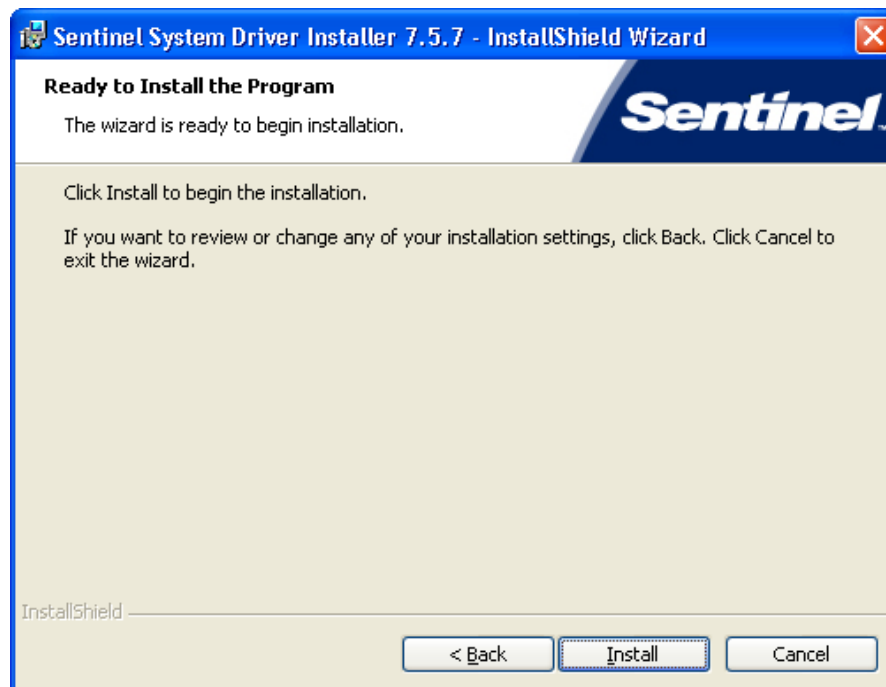 Sentinel System Driver Installer 7.5.7 - InstallShield Wizard
Ready to Install the Program
The wizard is ready to begin installation.
Sentinel
Click Install to begin the installation.
If you want to review or change any of your installation settings, click Back. Click Cancel to
exit the wizard.
InstallShield
< Back Install Cancel